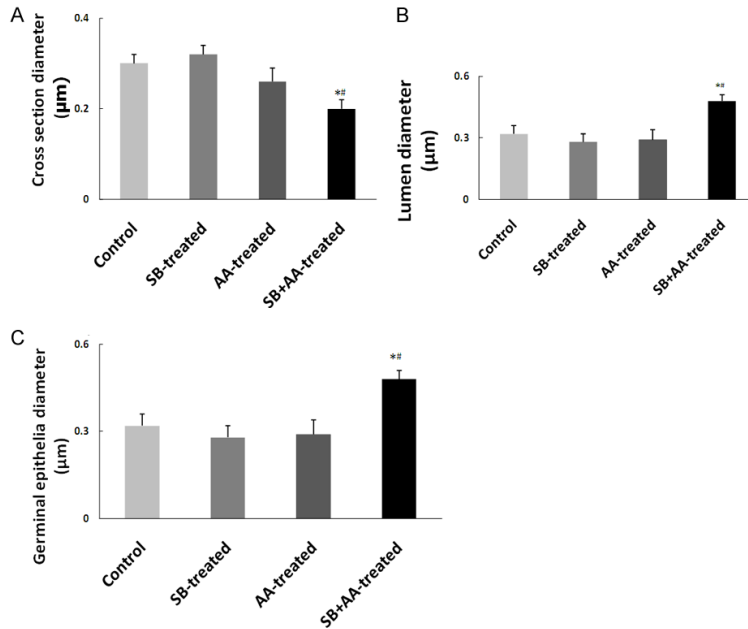 A
Cross section diameter
(µm)
0.4
0.2
0
*#
Control
SB-treated
AA-treated
SB+AA-treated
B
Lumen diameter
(µm)
0.6
0.3
0
*#
Control
SB-treated
AA-treated
SB+AA-treated
C
Germinal epithelia diameter
(µm)
0.6
0.3
0
*#
Control
SB-treated
AA-treated
SB+AA-treated